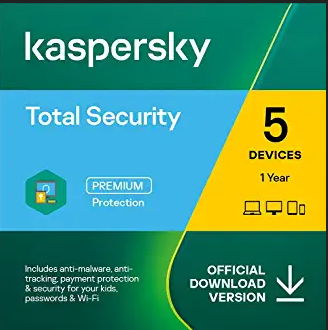 kaspersky
Total Security
5
DEVICES
1 Year
PREMIUM
Protection
Includes anti-malware, anti-
tracking, payment protection
& security for your kids,
passwords & Wi-Fi
OFFICIAL
DOWNLOAD
VERSION